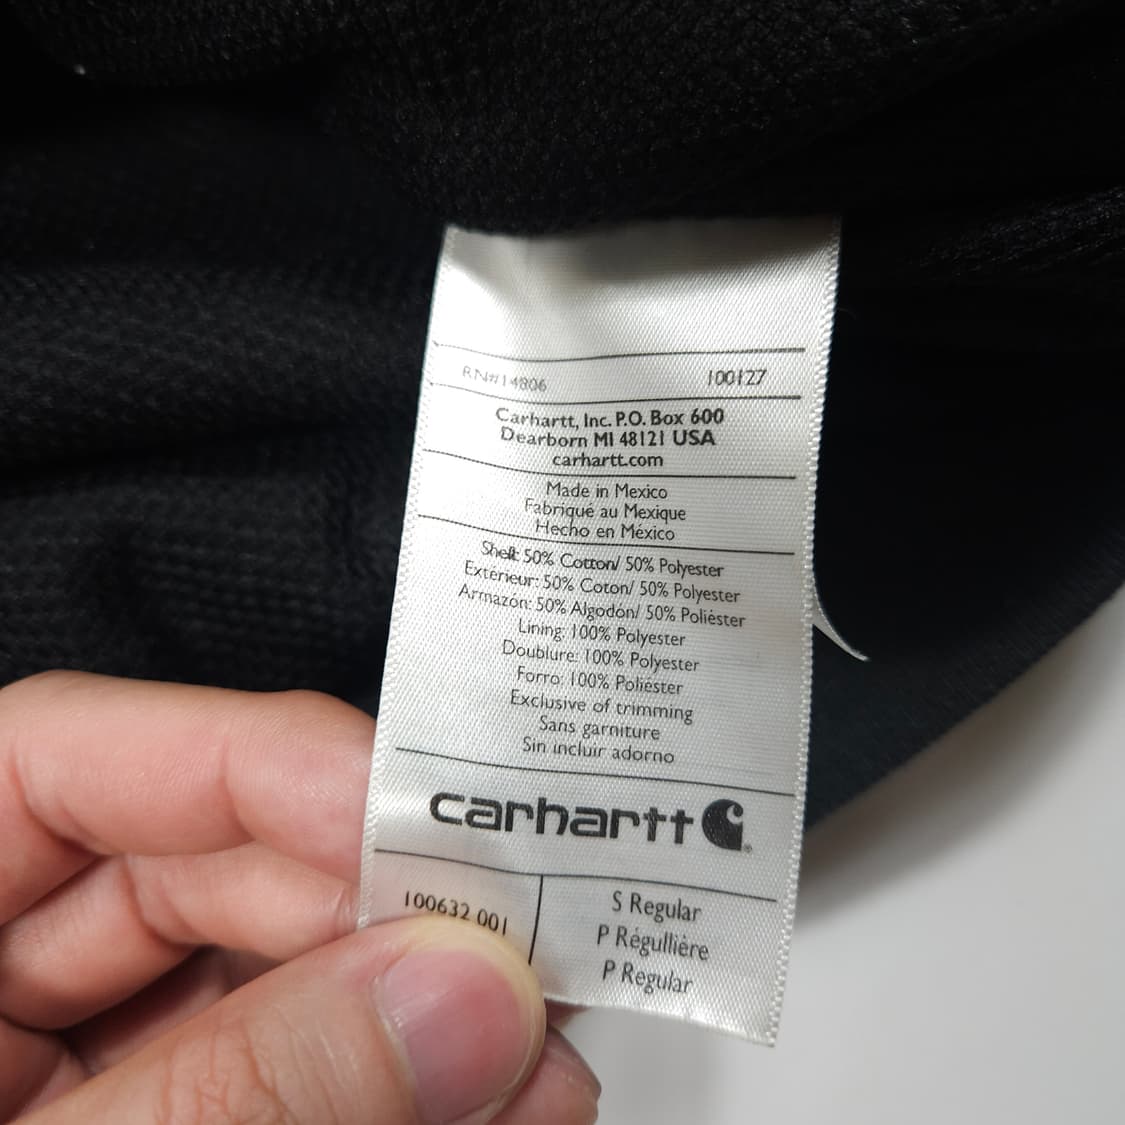 RN#14806 100127
Carhartt, Inc. P.O. Box 600
Dearborn MI 48121 USA
carhartt.com
Made in Mexico
Fabriqué au Mexique
Hecho en México
Shell: 50% Cotton/ 50% Polyester
Extérieur: 50% Coton/ 50% Polyester
Armazón: 50% Algodón/ 50% Poliéster
Lining: 100% Polyester
Doublure: 100% Polyester
Forro: 100% Poliéster
Exclusive of trimming
Sans garniture
Sin incluir adorno
carhartt
100632 001
S Regular
P Régullière
P Regular